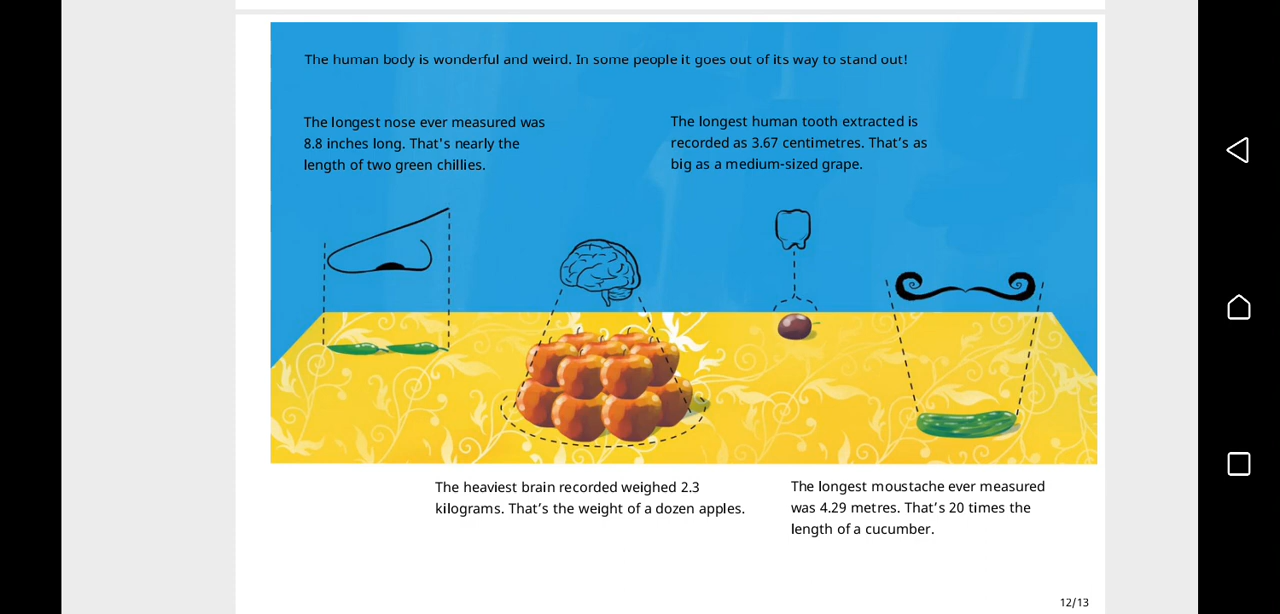 The human body is wonderful and weird. In some people it goes out of its way to stand out!
The longest nose ever measured was
8.8 inches long. That's nearly the
length of two green chillies.
The longest human tooth extracted is
recorded as 3.67 centimetres. That’s as
big as a medium-sized grape.
The heaviest brain recorded weighed 2.3
kilograms. That’s the weight of a dozen apples.
The longest moustache ever measured
was 4.29 metres. That’s 20 times the
length of a cucumber.
12/13